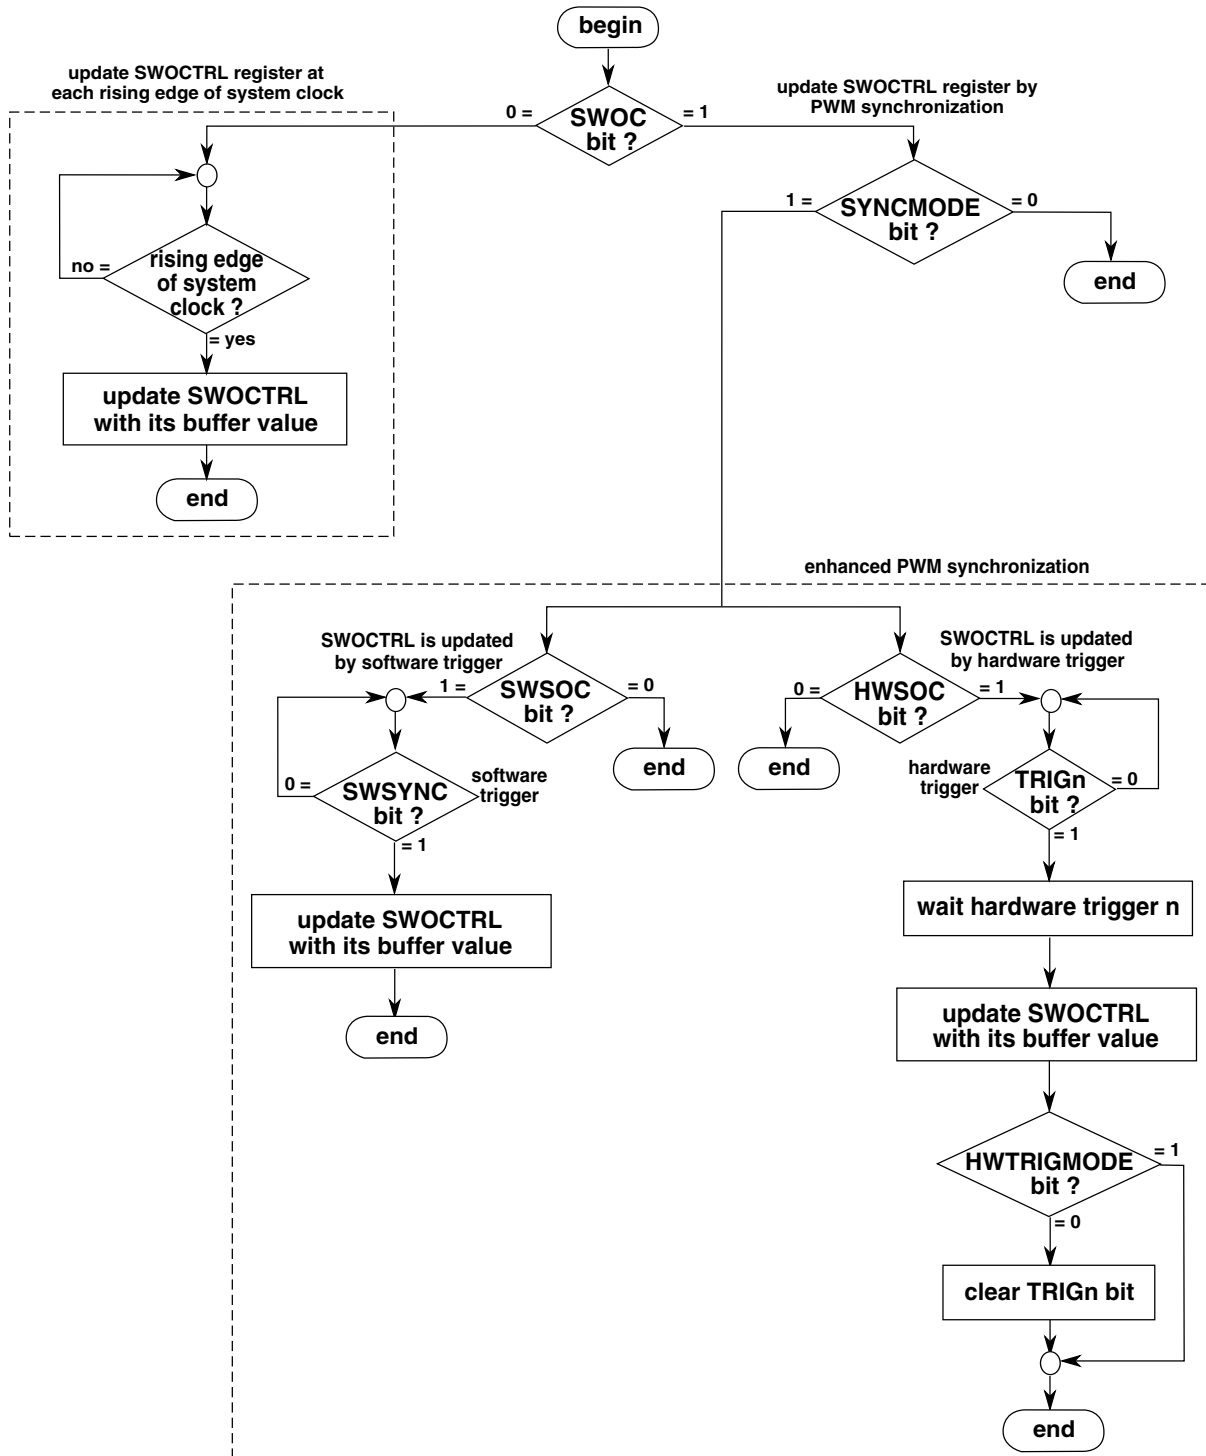 begin
update SWOCTRL register at
each rising edge of system clock
update SWOCTRL register by
PWM synchronization
0 =
SWOC
bit ?
= 1
1 =
SYNCMODE
bit ?
= 0
end
no =
rising edge
of system
clock ?
= yes
update SWOCTRL
with its buffer value
end
enhanced PWM synchronization
SWOCTRL is updated
by software trigger
SWOCTRL is updated
by hardware trigger
1 =
SWSOC
bit ?
= 0
end
0 =
HWSOC
bit ?
= 1
end
0 =
SWSYNC
bit ?
software
trigger
= 1
hardware
trigger
TRIGn
bit ?
= 0
= 1
update SWOCTRL
with its buffer value
end
wait hardware trigger n
update SWOCTRL
with its buffer value
HWTRIGMODE
bit ?
= 1
= 0
clear TRIGn bit
end